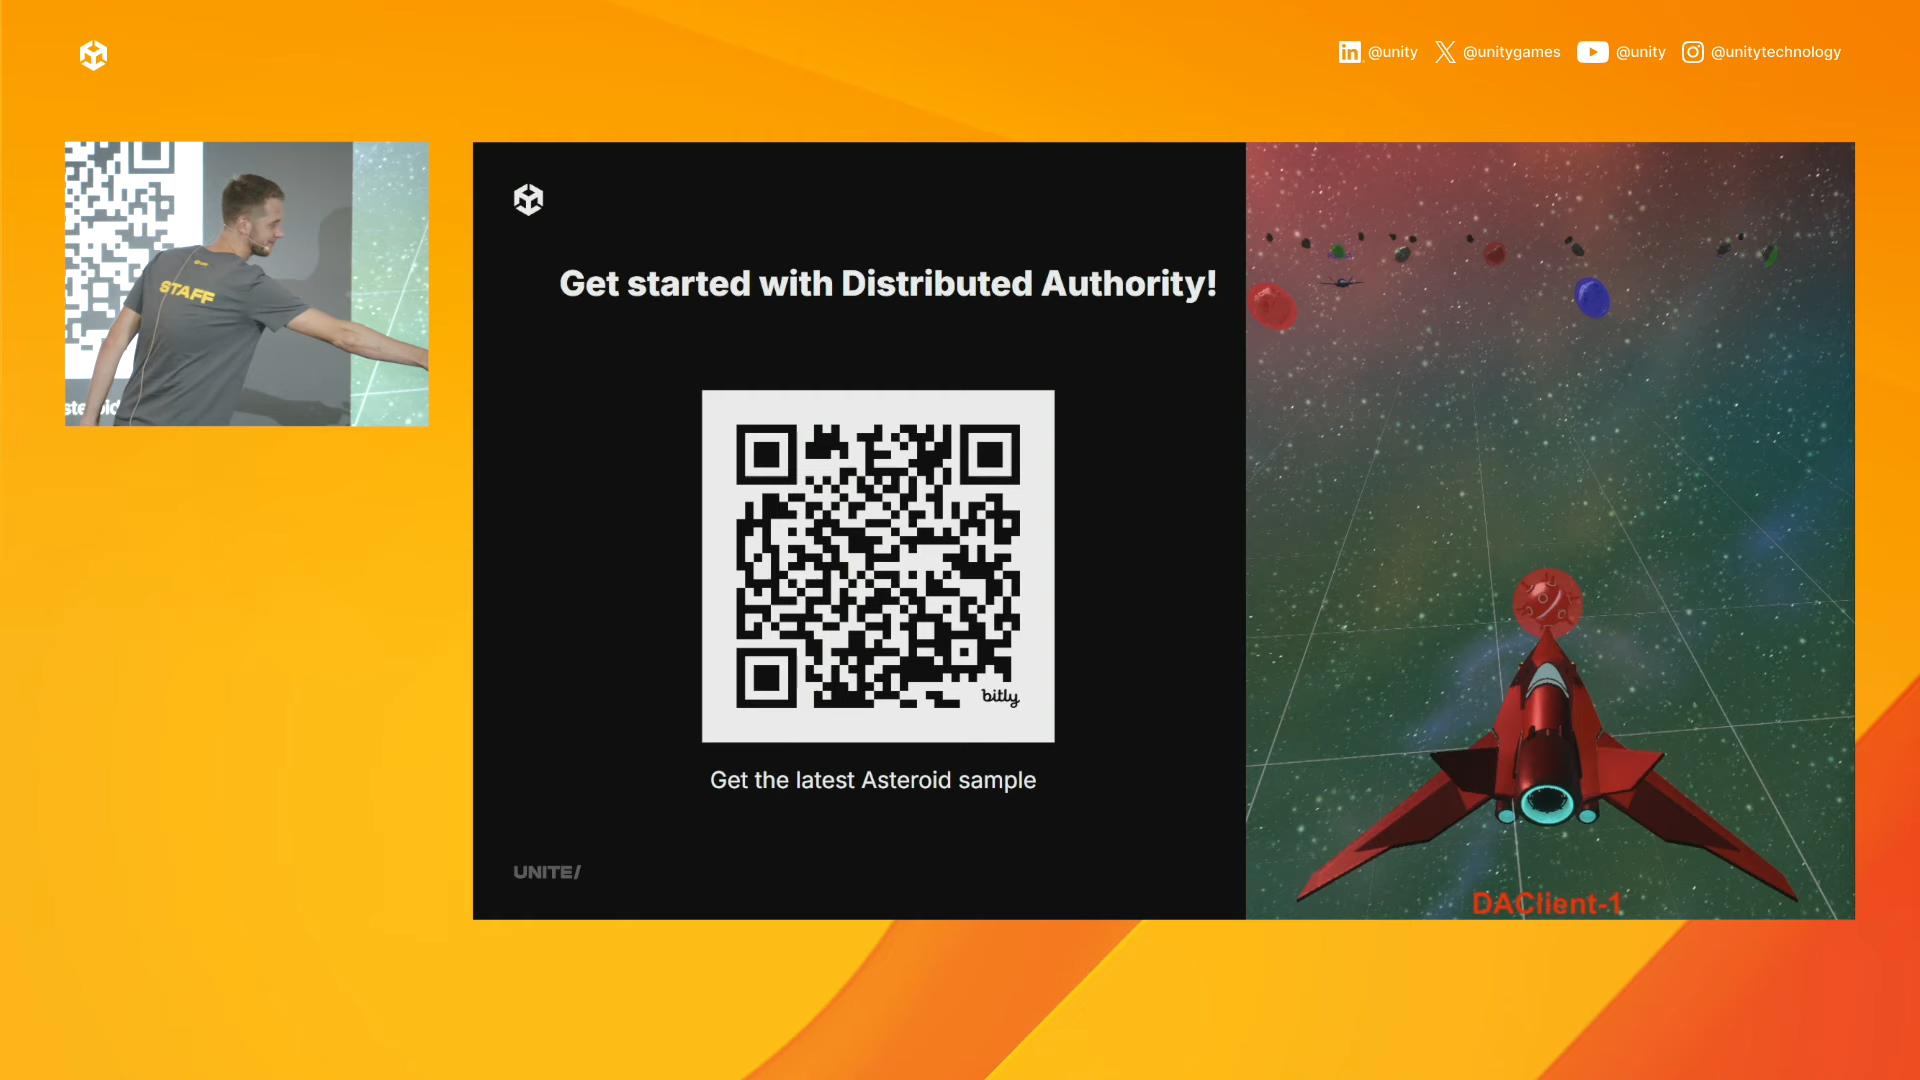 @unity
@unitygames
@unity
@unitytechnology
STAFF
Get started with Distributed Authority!
bitly
Get the latest Asteroid sample
UNITE/
DAClient-1